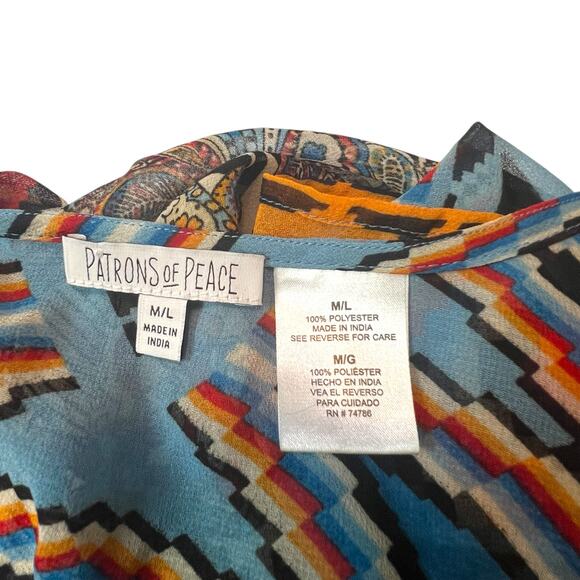 PATRONS OF PEACE
M/L
MADE IN
INDIA
M/L
100% POLYESTER
MADE IN INDIA
SEE REVERSE FOR CARE
M/G
100% POLIÉSTER
HECHO EN INDIA
VEA EL REVERSO
PARA CUIDADO
RN # 74786